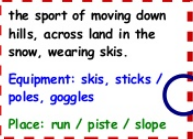 the sport of moving down
hills, across land in the
snow, wearing skis.
Equipment: skis, sticks /
poles, goggles
Place: run / piste / slope